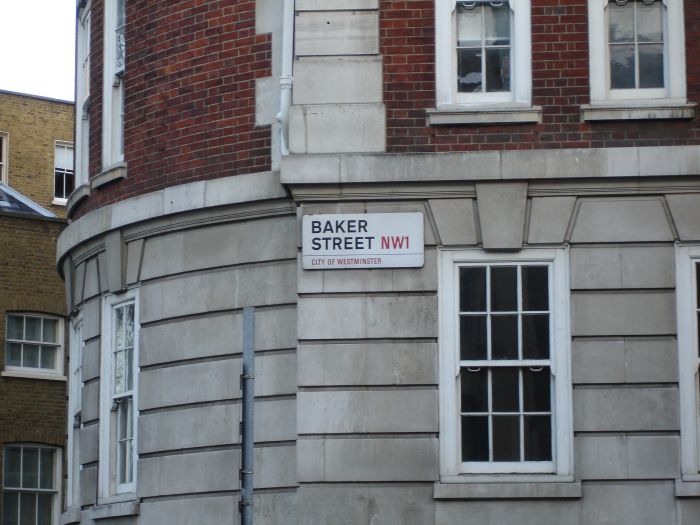 BAKER
STREET NW1
CITY OF WESTMINSTER